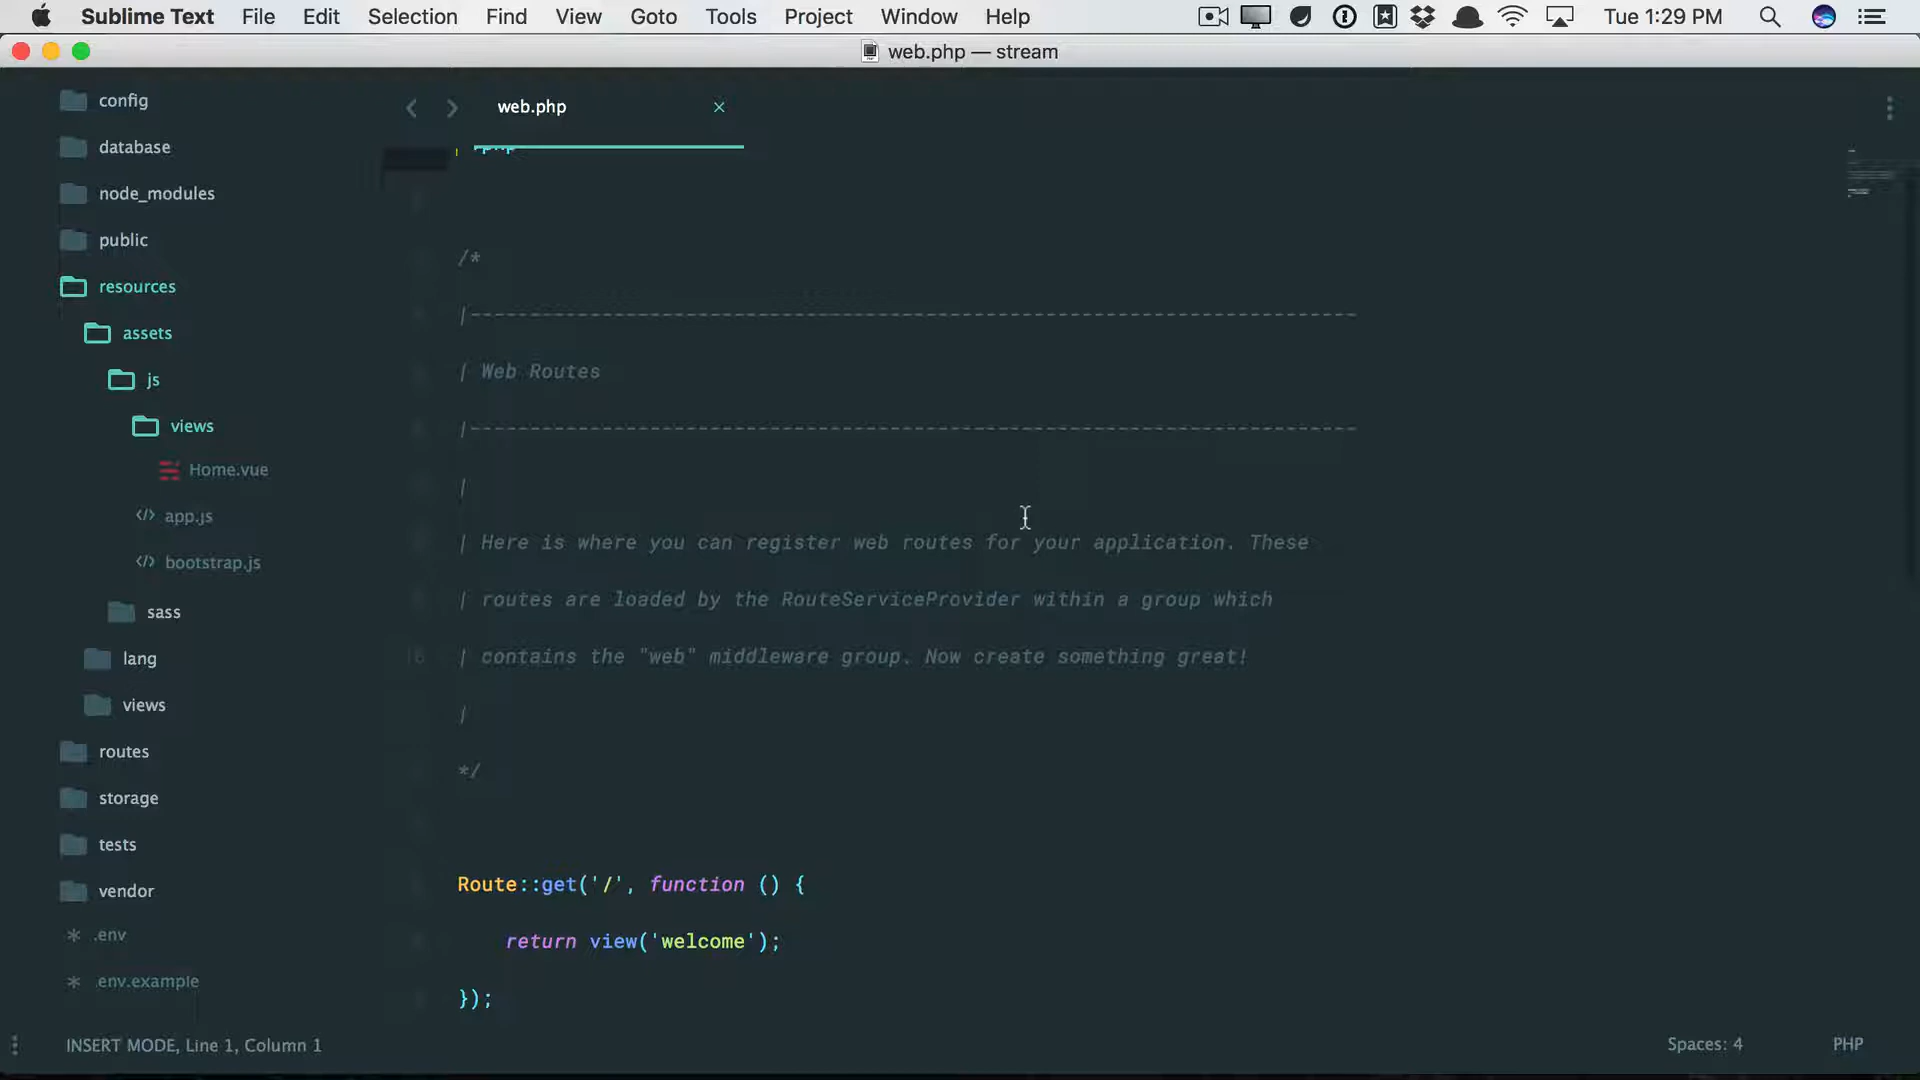 Sublime Text File Edit Selection Find View Goto Tools Project Window Help Tue 1:29 PM
web.php — stream
config
database
node_modules
public
resources
assets
js
views
Home.vue
app.js
bootstrap.js
sass
lang
views
routes
storage
tests
vendor
.env
.env.example
web.php
/*
|--------------------------------------------------------------------------
| Web Routes
|--------------------------------------------------------------------------
|
| Here is where you can register web routes for your application. These
| routes are loaded by the RouteServiceProvider within a group which
| contains the "web" middleware group. Now create something great!
|
*/
Route::get('/', function () {
return view('welcome');
});
INSERT MODE, Line 1, Column 1 Spaces: 4 PHP